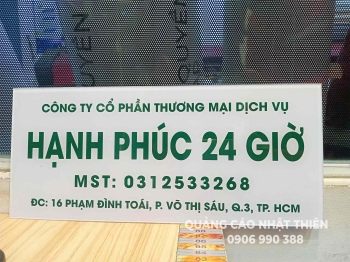 CÔNG TY CỔ PHẦN THƯƠNG MẠI DỊCH VỤ
HẠNH PHÚC 24 GIỜ
MST: 0312533268
ĐC: 16 PHẠM ĐÌNH TOÁI, P. VÕ THỊ SÁU, Q.3, TP. HCM
QUẢNG CÁO NHẬT THIÊN
0906 990 388